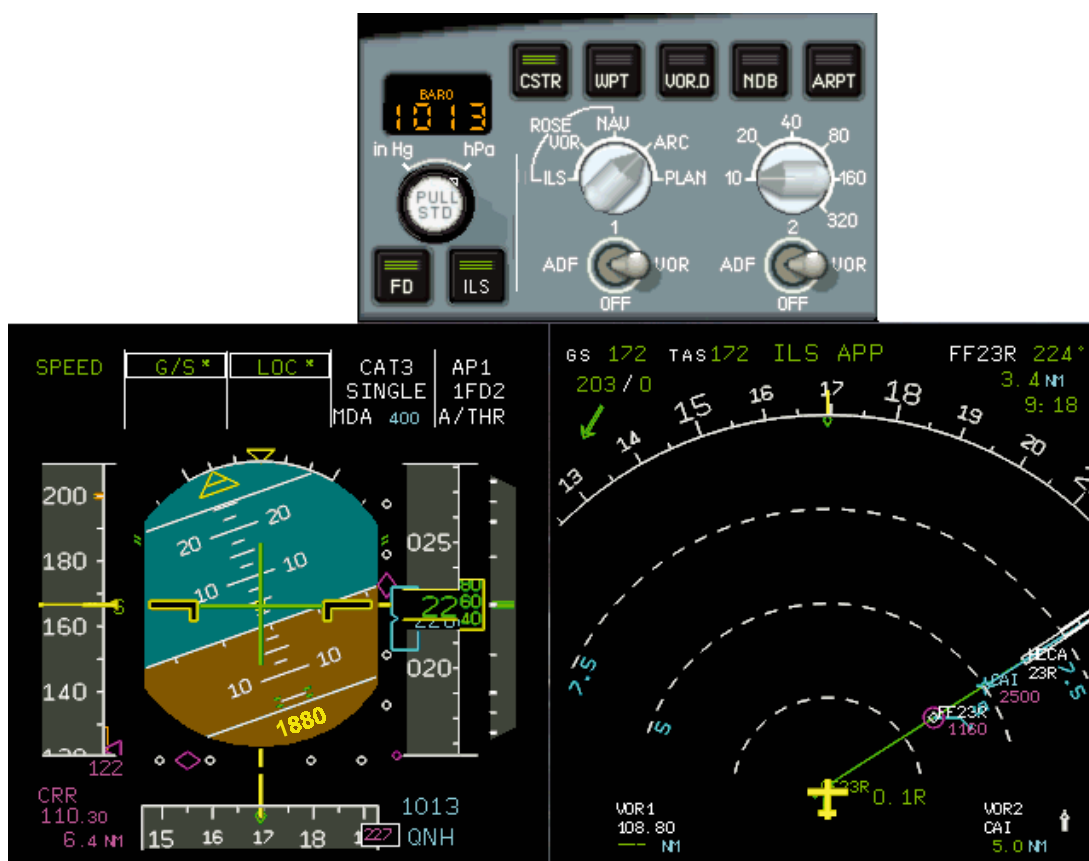 CSTR WPT VOR.D NDB ARPT
BARO
1013
in Hg hPa
PULL
STD
FD ILS
ROSE
ILS VOR NAV ARC PLAN
10 20 40 80 160 320
1 2
ADF VOR ADF VOR
OFF OFF
SPEED G/S* LOC* CAT3 AP1
SINGLE 1FD2
MDA 400 A/THR
200
180
160
140
S
20 20
10 10
10 10
1880
025
22 80
60
40
020
122
CRR
110.30
6.4 NM
15 16 17 18
227
1013
QNH
GS 172 TAS172 ILS APP FF23R 224°
203/0 3.4 NM
9:18
13 14 15 16 17 18 19 20
7.5 5 7.5
HECA
23R
CAI
2500
FF23R
1160
0.1R
VOR1
108.80
--- NM
VOR2
CAI
5.0 NM